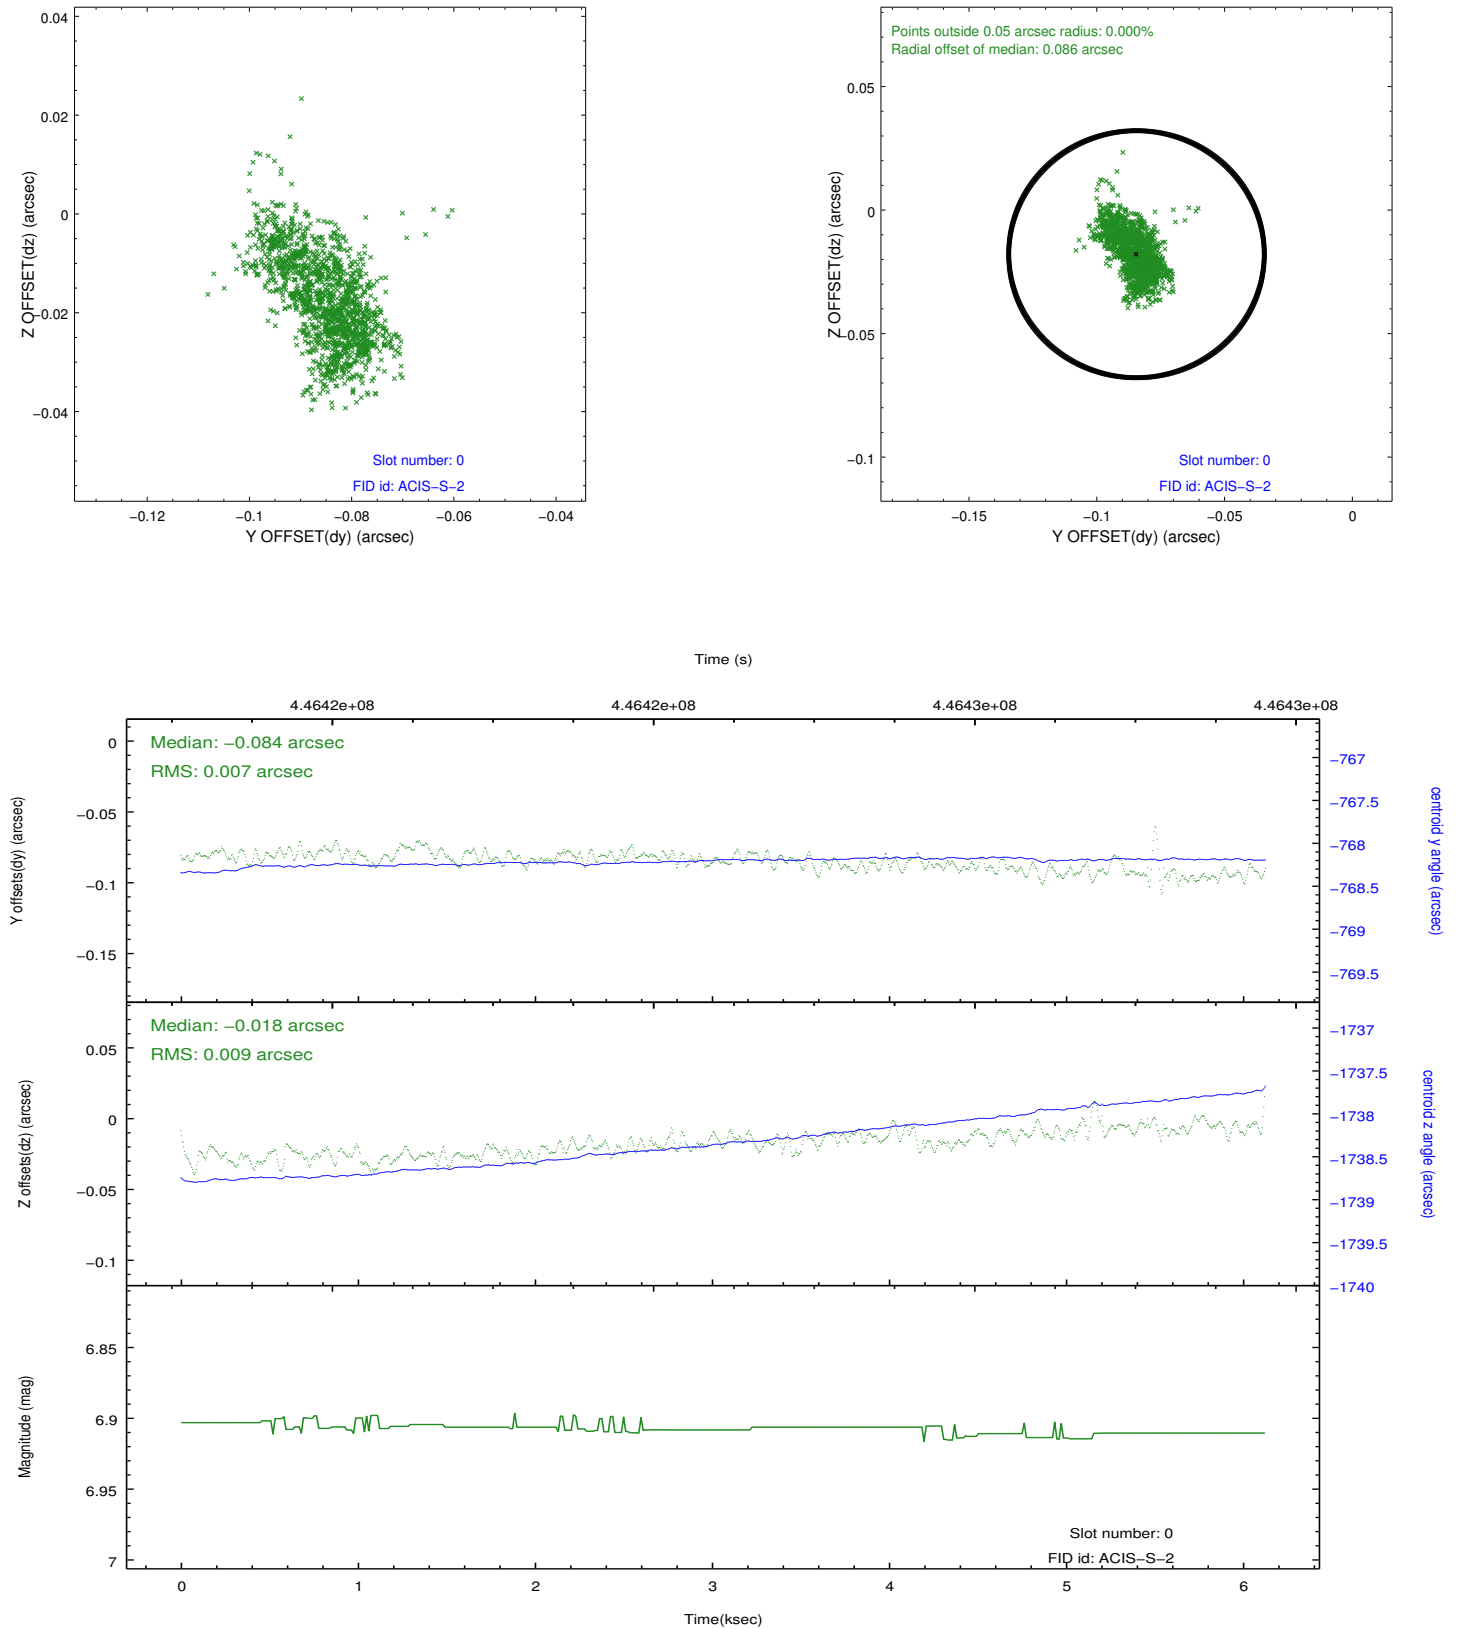 0.04
0.02
0
−0.02
−0.04
Z OFFSET(dz) (arcsec)
Slot number: 0
FID id: ACIS−S−2
−0.12
−0.1
−0.08
−0.06
−0.04
Y OFFSET(dy) (arcsec)
Points outside 0.05 arcsec radius: 0.000%
Radial offset of median: 0.086 arcsec
0.05
0
−0.05
−0.1
Z OFFSET(dz) (arcsec)
Slot number: 0
FID id: ACIS−S−2
−0.15
−0.1
−0.05
0
Y OFFSET(dy) (arcsec)
Time (s)
4.4642e+08
4.4642e+08
4.4643e+08
4.4643e+08
Median: −0.084 arcsec
RMS: 0.007 arcsec
0
−0.05
−0.1
−0.15
Y offsets(dy) (arcsec)
−767
−767.5
−768
−768.5
−769
−769.5
centroid y angle (arcsec)
Median: −0.018 arcsec
RMS: 0.009 arcsec
0.05
0
−0.05
−0.1
Z offsets(dz) (arcsec)
−1737
−1737.5
−1738
−1738.5
−1739
−1739.5
−1740
centroid z angle (arcsec)
6.85
6.9
6.95
7
Magnitude (mag)
Slot number: 0
FID id: ACIS−S−2
0
1
2
3
4
5
6
Time(ksec)